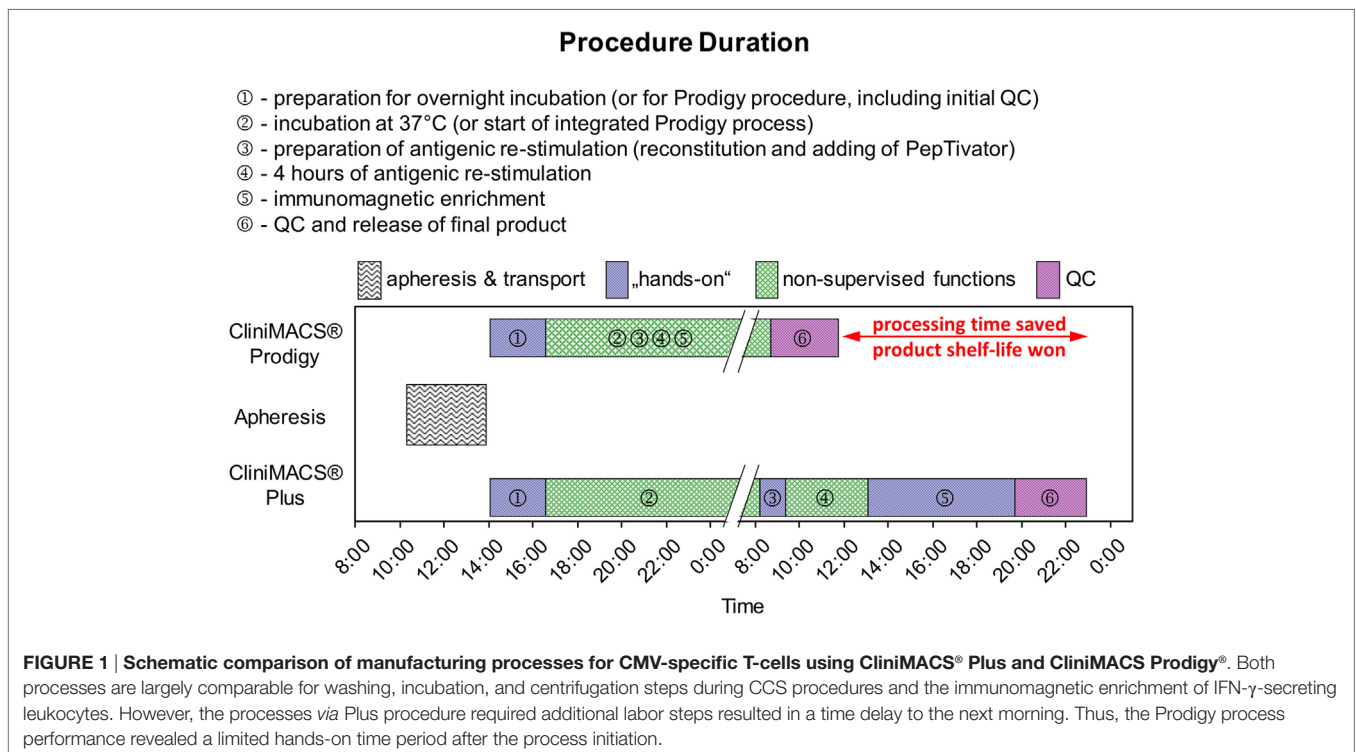 Procedure Duration
① - preparation for overnight incubation (or for Prodigy procedure, including initial QC)
② - incubation at 37°C (or start of integrated Prodigy process)
③ - preparation of antigenic re-stimulation (reconstitution and adding of PepTivator)
④ - 4 hours of antigenic re-stimulation
⑤ - immunomagnetic enrichment
⑥ - QC and release of final product
apheresis & transport „hands-on“ non-supervised functions QC
CliniMACS®
Prodigy
① ②③④⑤ ⑥
processing time saved
product shelf-life won
Apheresis
CliniMACS®
Plus
① ② ③ ④ ⑤ ⑥
8:00 10:00 12:00 14:00 16:00 18:00 20:00 22:00 0:00 8:00 10:00 12:00 14:00 16:00 18:00 20:00 22:00 0:00
Time
FIGURE 1 | Schematic comparison of manufacturing processes for CMV-specific T-cells using CliniMACS® Plus and CliniMACS Prodigy®. Both
processes are largely comparable for washing, incubation, and centrifugation steps during CCS procedures and the immunomagnetic enrichment of IFN-γ-secreting
leukocytes. However, the processes via Plus procedure required additional labor steps resulted in a time delay to the next morning. Thus, the Prodigy process
performance revealed a limited hands-on time period after the process initiation.